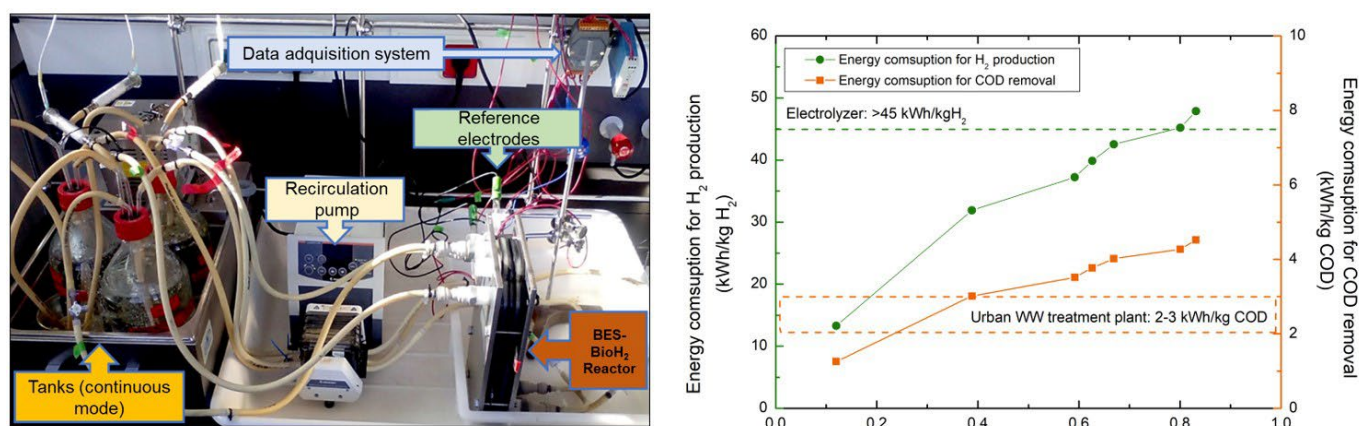 Data adquisition system
Reference
electrodes
Recirculation
pump
BES-
BioH₂
Reactor
Tanks (continuous
mode)
Energy comsuption for H₂ production
(kWh/kg H₂)
60
50
40
30
20
10
0
Energy comsuption for H₂ production
Energy comsuption for COD removal
Electrolyzer: >45 kWh/kgH₂
Urban WW treatment plant: 2-3 kWh/kg COD
0.0
0.2
0.4
0.6
0.8
1.0
10
8
6
4
2
0
Energy comsuption for COD removal
(kWh/kg COD)